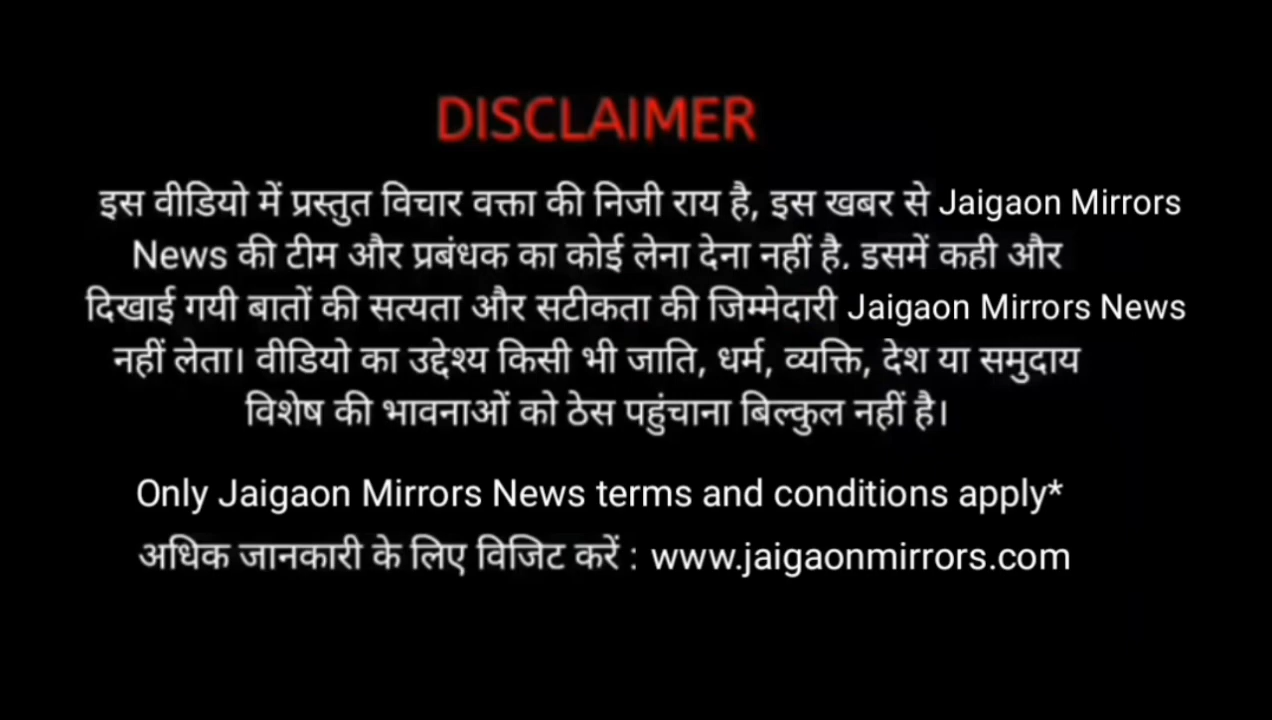 DISCLAIMER
इस वीडियो में प्रस्तुत विचार वक्ता की निजी राय है, इस खबर से Jaigaon Mirrors
News की टीम और प्रबंधक का कोई लेना देना नहीं है. इसमें कही और
दिखाई गयी बातों की सत्यता और सटीकता की जिम्मेदारी Jaigaon Mirrors News
नहीं लेता। वीडियो का उद्देश्य किसी भी जाति, धर्म, व्यक्ति, देश या समुदाय
विशेष की भावनाओं को ठेस पहुंचाना बिल्कुल नहीं है।
Only Jaigaon Mirrors News terms and conditions apply*
अधिक जानकारी के लिए विजिट करें : www.jaigaonmirrors.com